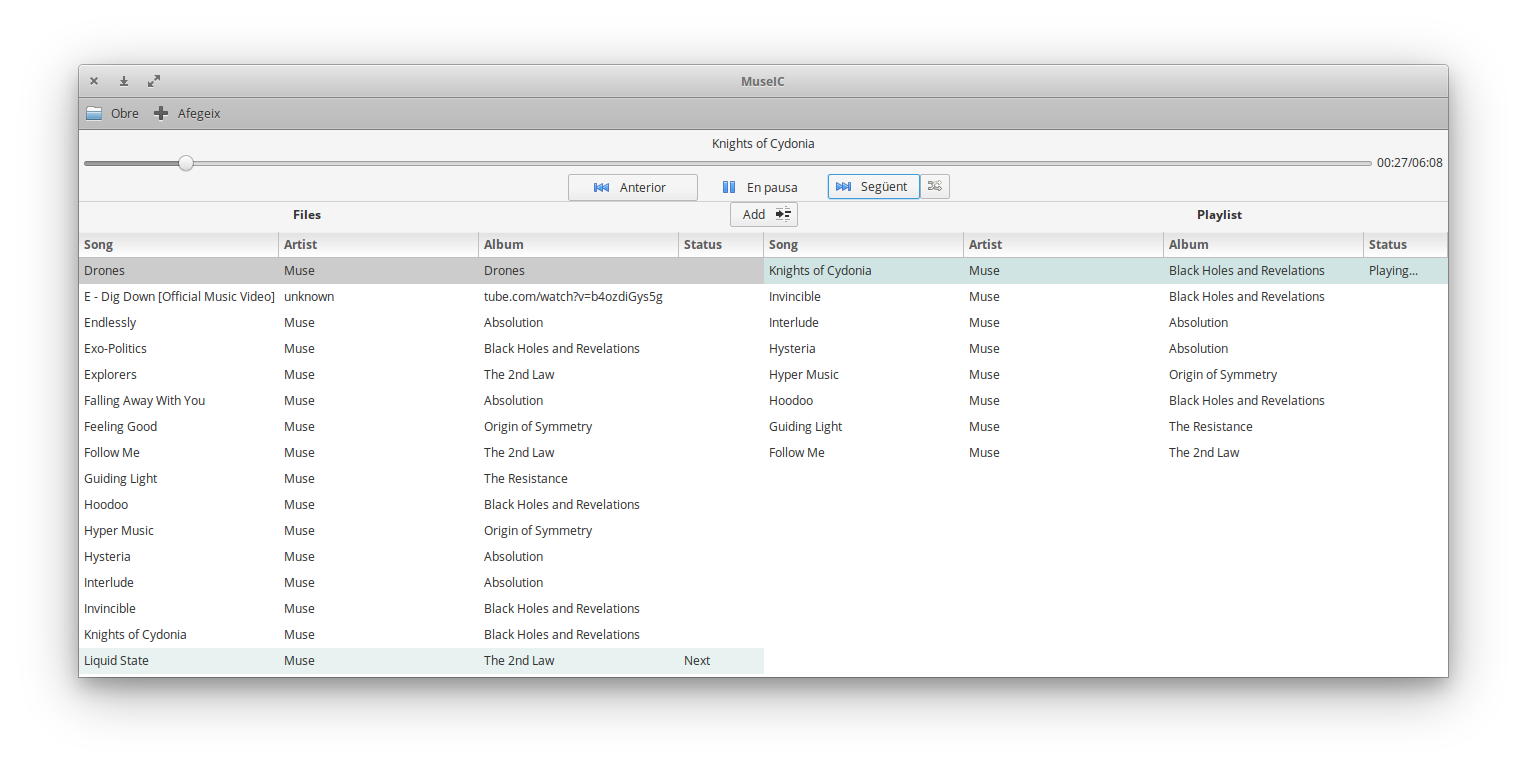 MuseIC
Obre Afegeix
Knights of Cydonia
00:27/06:08
Anterior En pausa Següent
Files Add Playlist
Song Artist Album Status Song Artist Album Status
Drones Muse Drones Knights of Cydonia Muse Black Holes and Revelations Playing...
E - Dig Down [Official Music Video] unknown tube.com/watch?v=b4ozdiGys5g Invincible Muse Black Holes and Revelations
Endlessly Muse Absolution Interlude Muse Absolution
Exo-Politics Muse Black Holes and Revelations Hysteria Muse Absolution
Explorers Muse The 2nd Law Hyper Music Muse Origin of Symmetry
Falling Away With You Muse Absolution Hoodoo Muse Black Holes and Revelations
Feeling Good Muse Origin of Symmetry Guiding Light Muse The Resistance
Follow Me Muse The 2nd Law Follow Me Muse The 2nd Law
Guiding Light Muse The Resistance
Hoodoo Muse Black Holes and Revelations
Hyper Music Muse Origin of Symmetry
Hysteria Muse Absolution
Interlude Muse Absolution
Invincible Muse Black Holes and Revelations
Knights of Cydonia Muse Black Holes and Revelations
Liquid State Muse The 2nd Law Next